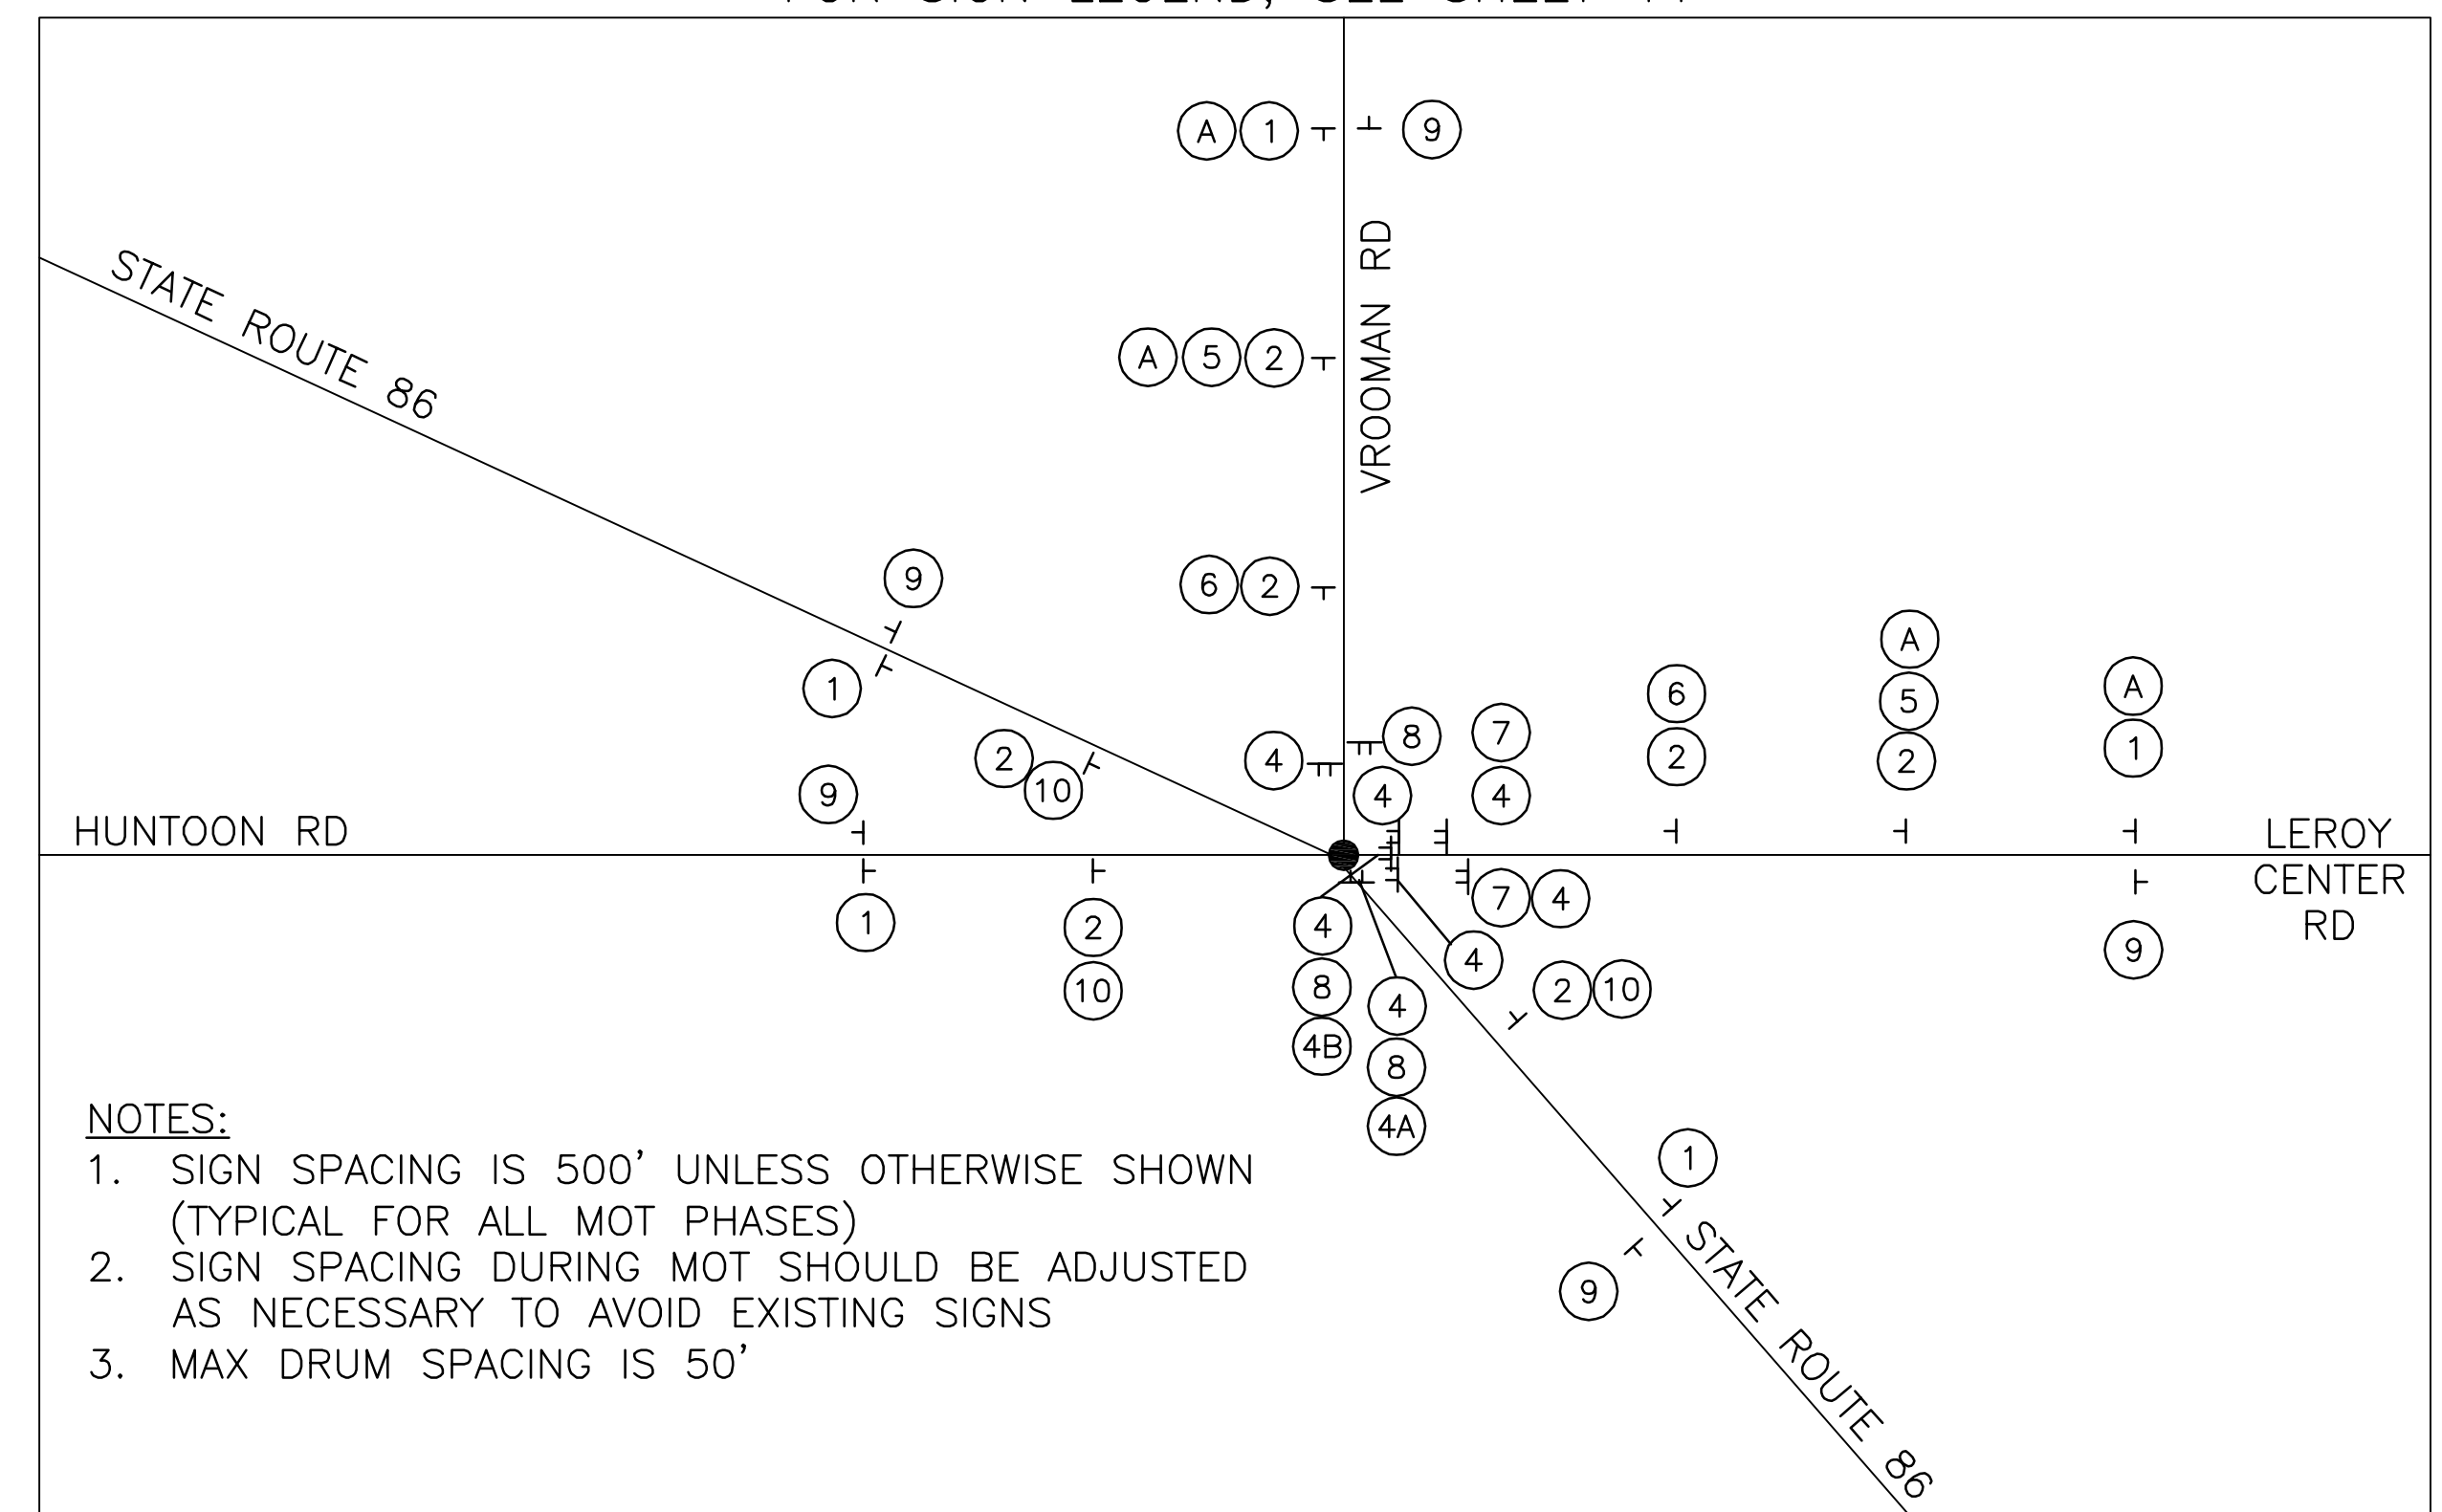 A 1 9
STATE ROUTE 86
VROOMAN RD
A 5 2
9
6 2
1
A
6
5
A
2
2
1
2
10
4
8
7
4
4
9
HUNTOON RD
LEROY
CENTER
RD
1
2
10
4
8
4B
4
8
4A
4
7 4
2 10
9
1
9
STATE ROUTE 86
NOTES:
1. SIGN SPACING IS 500' UNLESS OTHERWISE SHOWN
(TYPICAL FOR ALL MOT PHASES)
2. SIGN SPACING DURING MOT SHOULD BE ADJUSTED
AS NECESSARY TO AVOID EXISTING SIGNS
3. MAX DRUM SPACING IS 50'